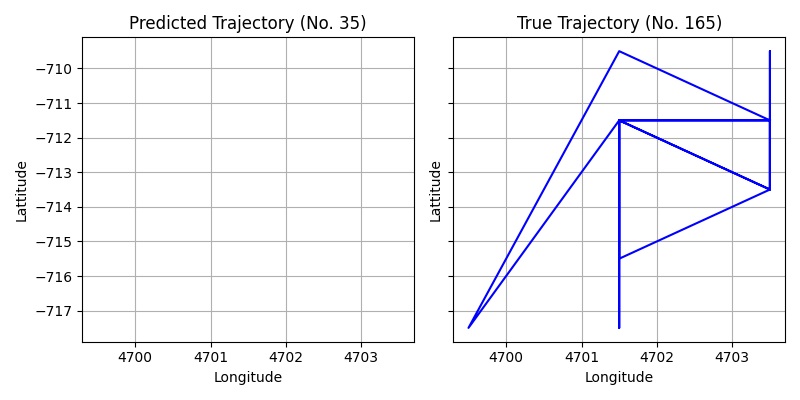 Predicted Trajectory (No. 35)
True Trajectory (No. 165)
Lattitude
−710
−711
−712
−713
−714
−715
−716
−717
4700
4701
4702
4703
Longitude
Lattitude
4700
4701
4702
4703
Longitude